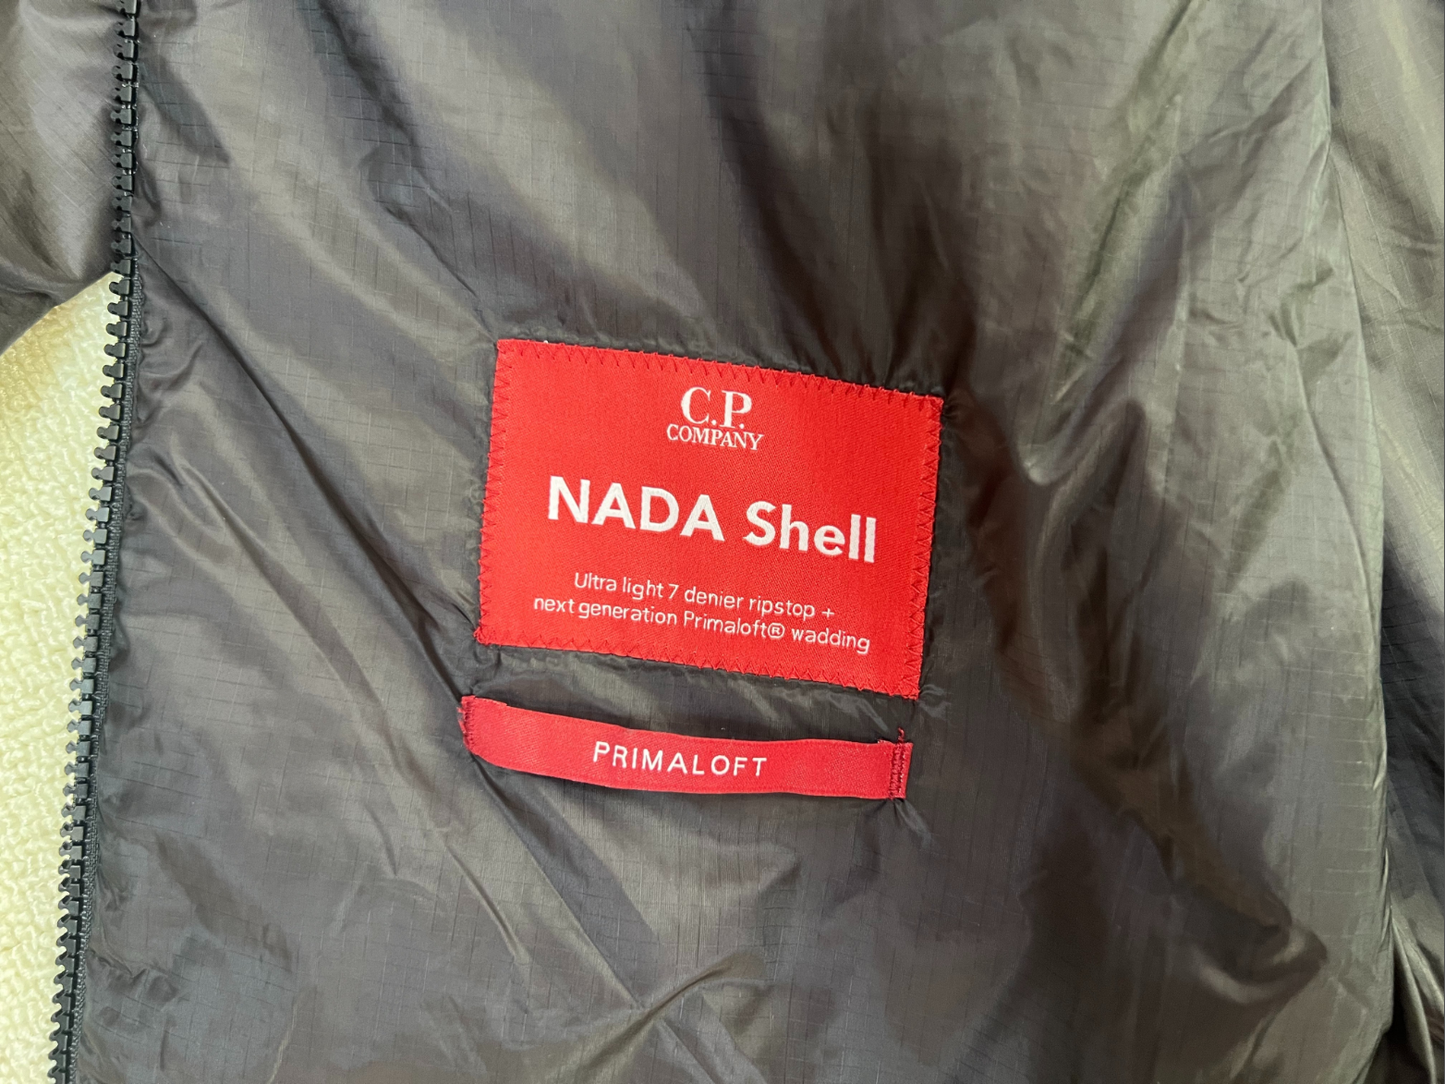 C.P.
COMPANY
NADA Shell
Ultra light 7 denier ripstop +
next generation Primaloft® wadding
PRIMALOFT